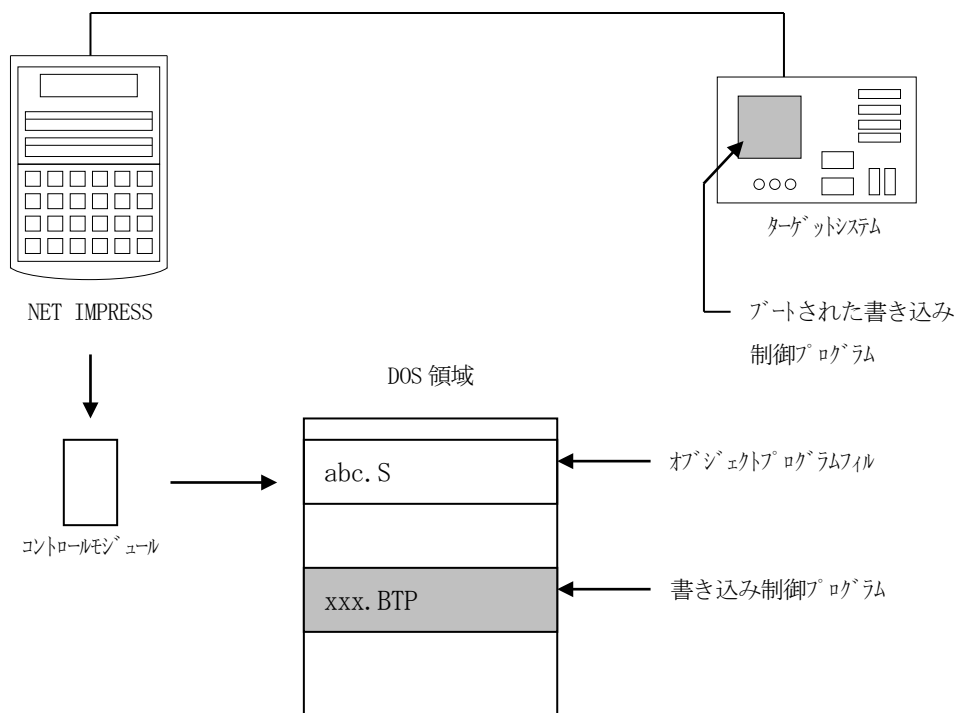 ﾀｰｹﾞｯﾄｼｽﾃﾑ
NET IMPRESS
ﾌﾞｰﾄされた書き込み
制御ﾌﾟﾛｸﾞﾗﾑ
DOS 領域
abc.S
ｵﾌﾞｼﾞｪｸﾄﾌﾟﾛｸﾞﾗﾑﾌｨﾙ
ｺﾝﾄﾛｰﾙﾓｼﾞｭｰﾙ
xxx.BTP
書き込み制御ﾌﾟﾛｸﾞﾗﾑ